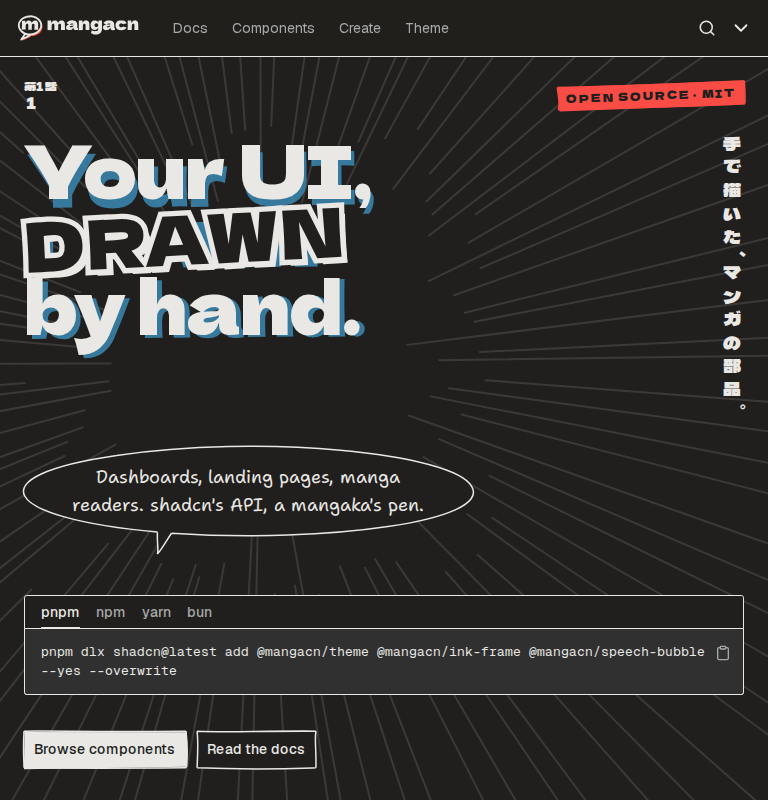 mangacn
Docs Components Create Theme
第1話
1
OPEN SOURCE · MIT
Your UI,
DRAWN
by hand.
手で描いた、マンガの部品。
Dashboards, landing pages, manga
readers. shadcn's API, a mangaka's pen.
pnpm npm yarn bun
pnpm dlx shadcn@latest add @mangacn/theme @mangacn/ink-frame @mangacn/speech-bubble
--yes --overwrite
Browse components
Read the docs